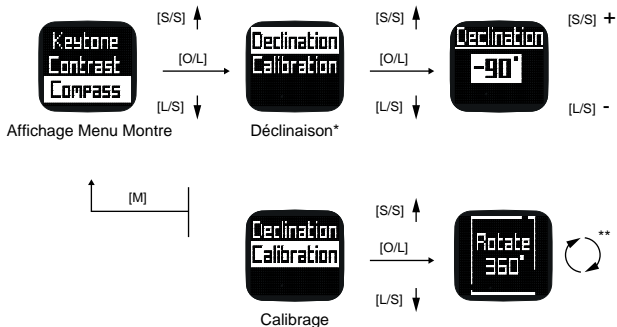 [S/S]
[S/S]
[S/S] +
Keytone
Contrast
Compass
[O/L]
Declination
Calibration
[O/L]
Declination
-90°
[L/S]
[L/S]
[L/S] -
Affichage Menu Montre
Déclinaison*
[M]
[S/S]
Declination
Calibration
[O/L]
Rotate
360°
**
[L/S]
Calibrage